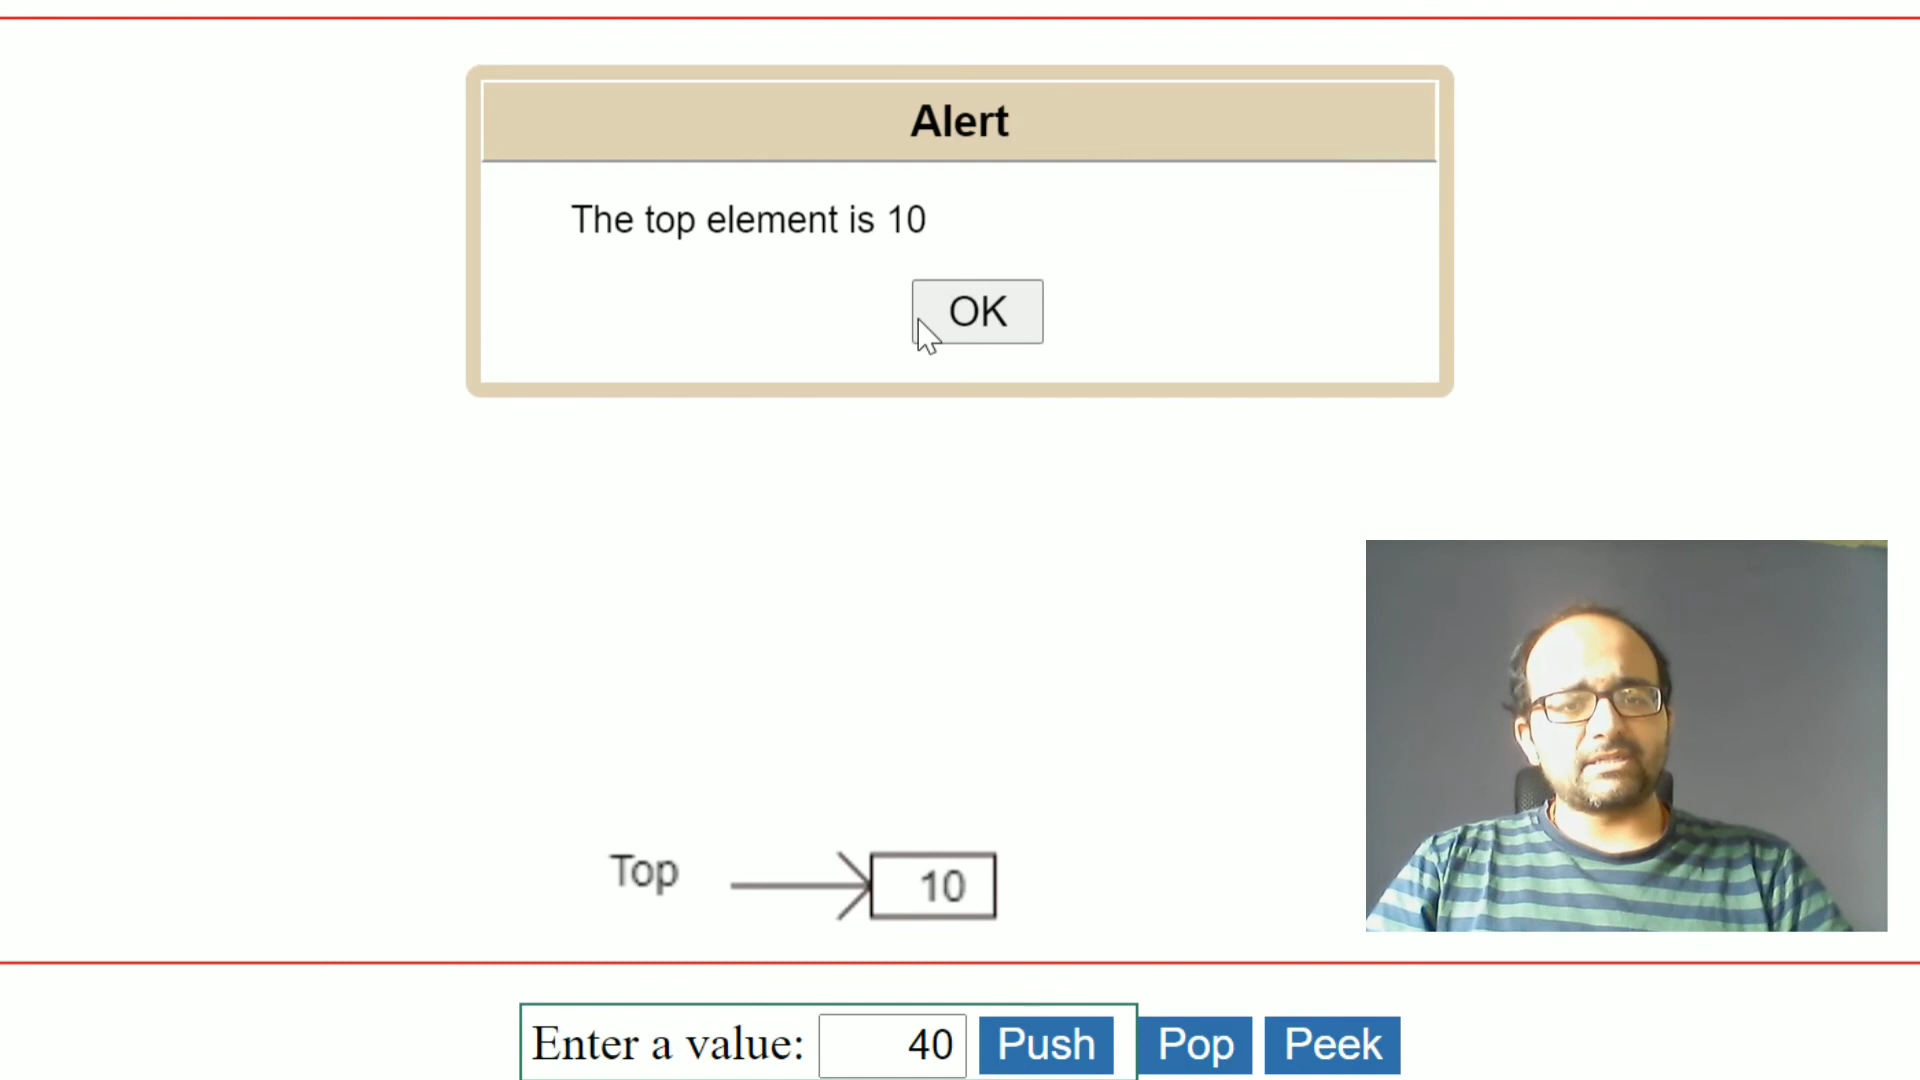 Alert
The top element is 10
OK
Top
10
Enter a value: 40 Push Pop Peek